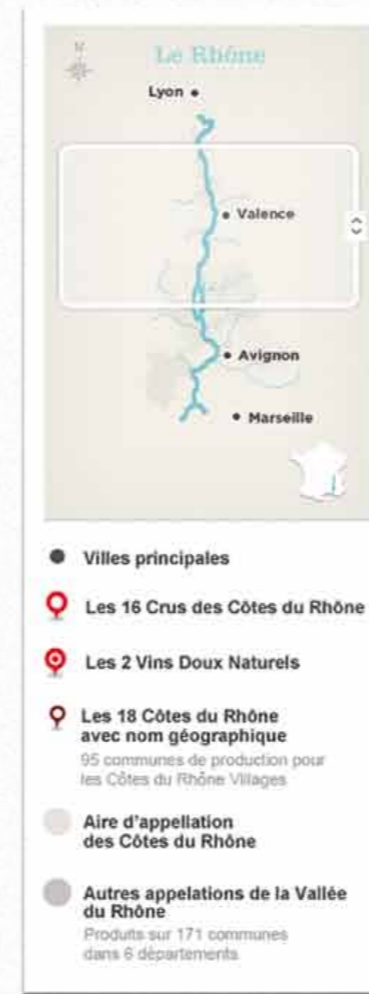 N
Le Rhône
Lyon
Valence
Avignon
Marseille
Villes principales
Les 16 Crus des Côtes du Rhône
Les 2 Vins Doux Naturels
Les 18 Côtes du Rhône
avec nom géographique
95 communes de production pour
les Côtes du Rhône Villages
Aire d'appellation
des Côtes du Rhône
Autres appelations de la Vallée
du Rhône
Produits sur 171 communes
dans 6 départements